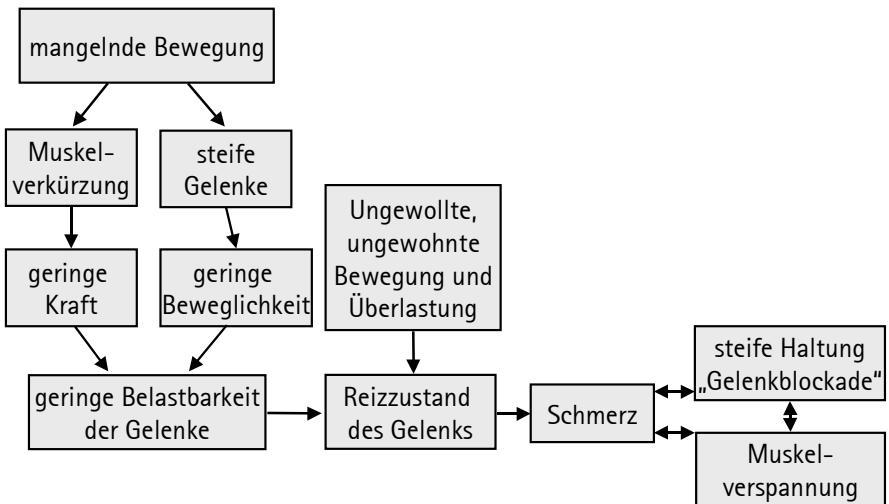 mangelnde Bewegung
Muskel-
verkürzung
steife
Gelenke
geringe
Kraft
geringe
Beweglichkeit
Ungewollte,
ungewohnte
Bewegung und
Überlastung
geringe Belastbarkeit
der Gelenke
Reizzustand
des Gelenks
Schmerz
steife Haltung
„Gelenkblockade“
Muskel-
verspannung